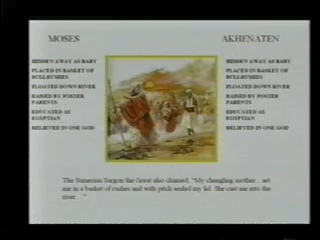 MOSES
HIDDEN AWAY AS BABY
PLACED IN BASKET OF
BULLRUSHES
FLOATED DOWN RIVER
RAISED BY FOSTER
PARENTS
EDUCATED AS
EGYPTIAN
BELIEVED IN ONE GOD
AKHENATEN
HIDDEN AWAY AS BABY
PLACED IN BASKET OF
BULLRUSHES
FLOATED DOWN RIVER
RAISED BY FOSTER
PARENTS
EDUCATED AS
EGYPTIAN
BELIEVED IN ONE GOD
The Sumerian Sargon the Great also claimed, "My changling mother... set
me in a basket of rushes and with pitch sealed my lid. She cast me into the
river..."